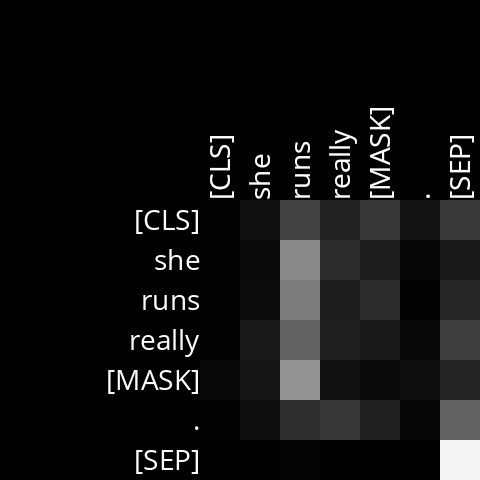 [CLS] she runs really [MASK] . [SEP]
[CLS]
she
runs
really
[MASK]
.
[SEP]